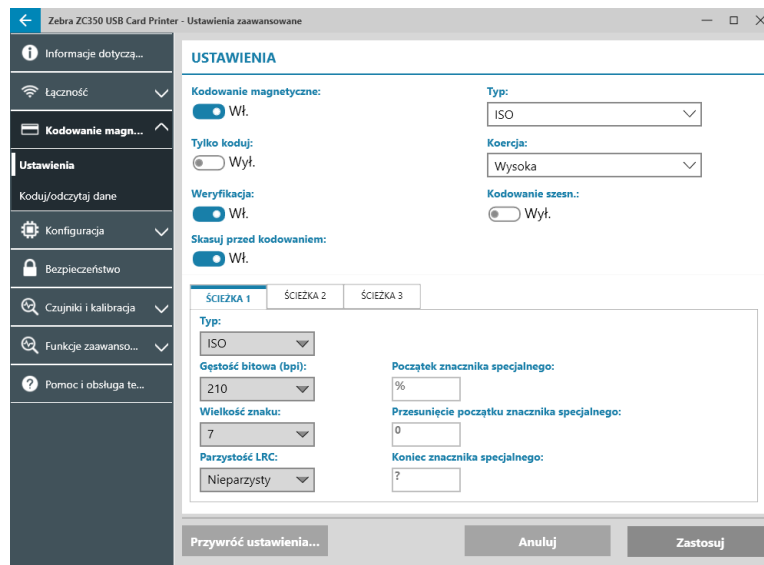 Zebra ZC350 USB Card Printer - Ustawienia zaawansowane
Informacje dotyczą...
Łączność
Kodowanie magn...
Ustawienia
Koduj/odczytaj dane
Konfiguracja
Bezpieczeństwo
Czujniki i kalibracja
Funkcje zaawanso...
Pomoc i obsługa te...
USTAWIENIA
Kodowanie magnetyczne:
Wł.
Typ:
ISO
Tylko koduj:
Wył.
Koercja:
Wysoka
Weryfikacja:
Wł.
Kodowanie szesn.:
Wył.
Skasuj przed kodowaniem:
Wł.
ŚCIEŻKA 1
ŚCIEŻKA 2
ŚCIEŻKA 3
Typ:
ISO
Gęstość bitowa (bpi):
210
Początek znacznika specjalnego:
%
Wielkość znaku:
7
Przesunięcie początku znacznika specjalnego:
0
Parzystość LRC:
Nieparzysty
Koniec znacznika specjalnego:
?
Przywróć ustawienia...
Anuluj
Zastosuj